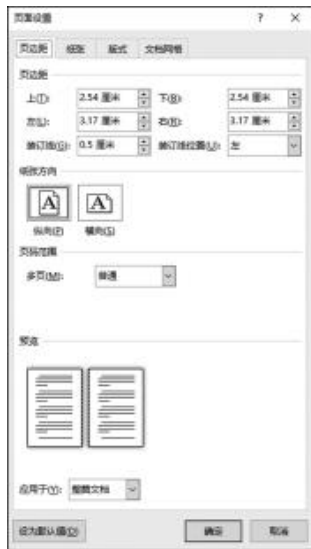 页面设置 ? ×
页边距 纸张 版式 文档网格
页边距
上(T): 2.54 厘米 下(B): 2.54 厘米
左(L): 3.17 厘米 右(R): 3.17 厘米
装订线(G): 0.5 厘米 装订线位置(U): 左
纸张方向
A A
纵向(P) 横向(S)
页码范围
多页(M): 普通
预览
应用于(Y): 整篇文档
设为默认值(D) 确定 取消